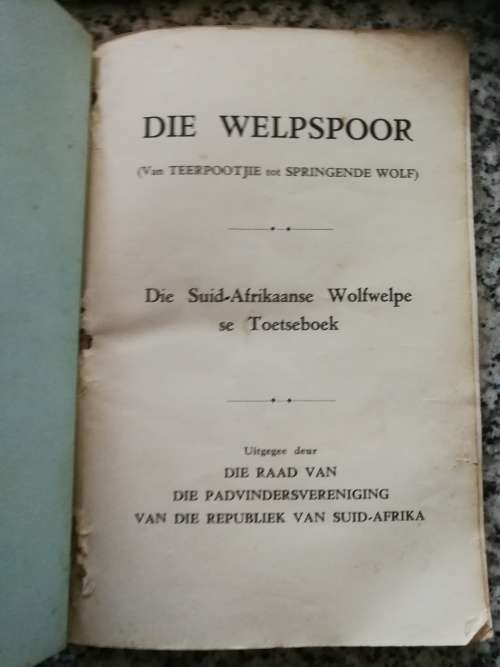 DIE WELPSPOOR
(Van TEERPOOTJIE tot SPRINGENDE WOLF)
Die Suid-Afrikaanse Wolfwelpe
se Toetseboek
Uitgegee deur
DIE RAAD VAN
DIE PADVINDERSVERENIGING
VAN DIE REPUBLIEK VAN SUID-AFRIKA